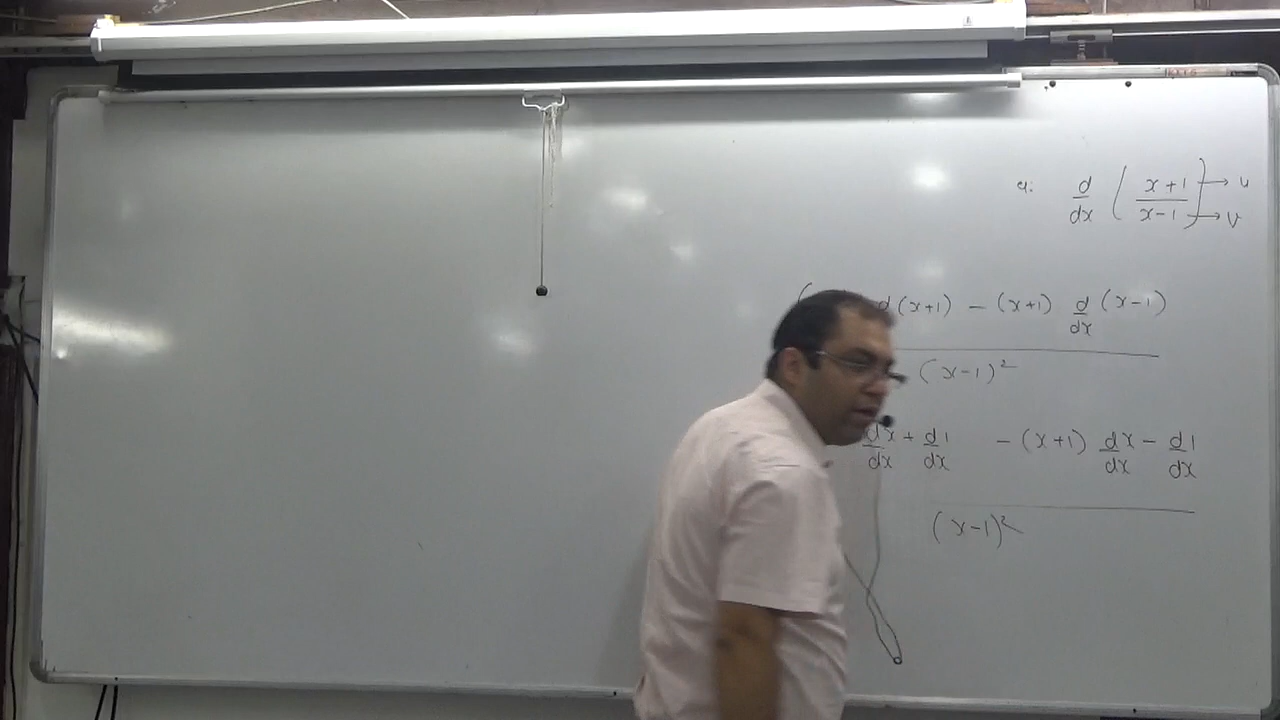 Q. d/dx ( x+1 / x-1 ) → u → v
( d (x+1) - (x+1) d/dx (x-1)
(x-1)²
dx/dx + d1/dx - (x+1) dx/dx - d1/dx
(x-1)²